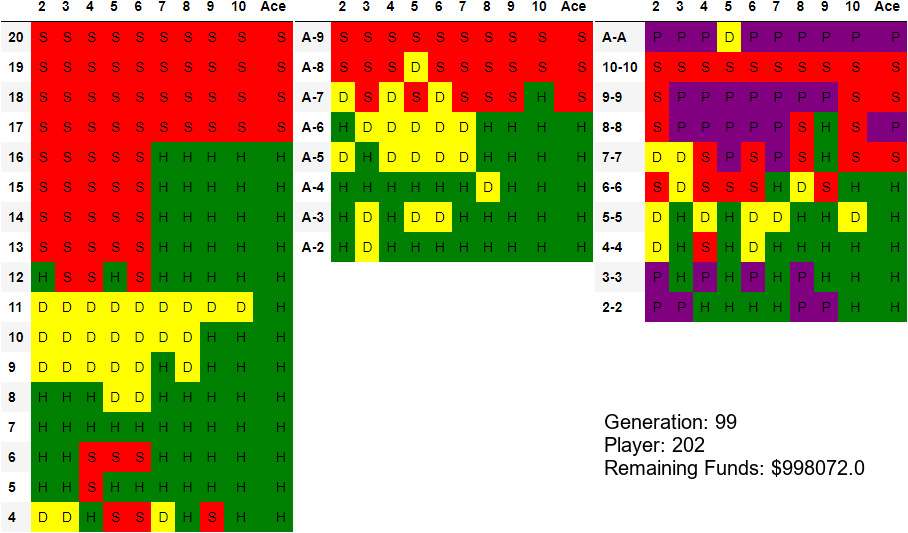 2 3 4 5 6 7 8 9 10 Ace
20 S S S S S S S S S S
19 S S S S S S S S S S
18 S S S S S S S S S S
17 S S S S S S S S S S
16 S S S S S H H H H H
15 S S S S S H H H H H
14 S S S S S H H H H H
13 S S S S S H H H H H
12 H S S H S H H H H H
11 D D D D D D D D D H
10 D D D D D D D H H H
9 D D D D D H D H H H
8 H H H D D H H H H H
7 H H H H H H H H H H
6 H H S S S H H H H H
5 H H S H H H H H H H
4 D D H S S D H S H H
2 3 4 5 6 7 8 9 10 Ace
A-9 S S S S S S S S S S
A-8 S S S D S S S S S S
A-7 D S D S D S S S H S
A-6 H D D D D D H H H H
A-5 D H D D D D H H H H
A-4 H H H H H H D H H H
A-3 H D H D D H H H H H
A-2 H D H H H H H H H H
2 3 4 5 6 7 8 9 10 Ace
A-A P P P D P P P P P P
10-10 S S S S S S S S S S
9-9 S P P P P P P P S S
8-8 S P P P P P S H S P
7-7 D D S P S P S H S S
6-6 S D S S S H D S H H
5-5 D H D H D D H H D H
4-4 D H S H D H H H H H
3-3 P H P H P H P H H H
2-2 P P H H H H P P H H
Generation: 99
Player: 202
Remaining Funds: $998072.0